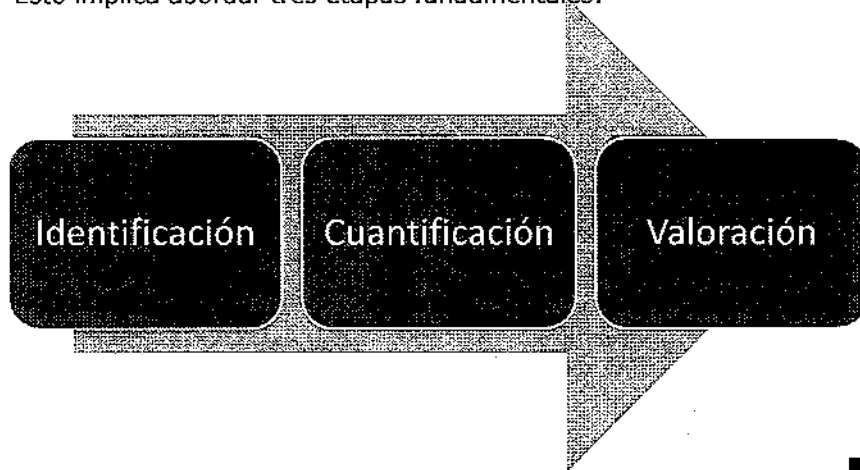 Esto implica abordar tres etapas fundamentales:
Identificación
Cuantificación
Valoración